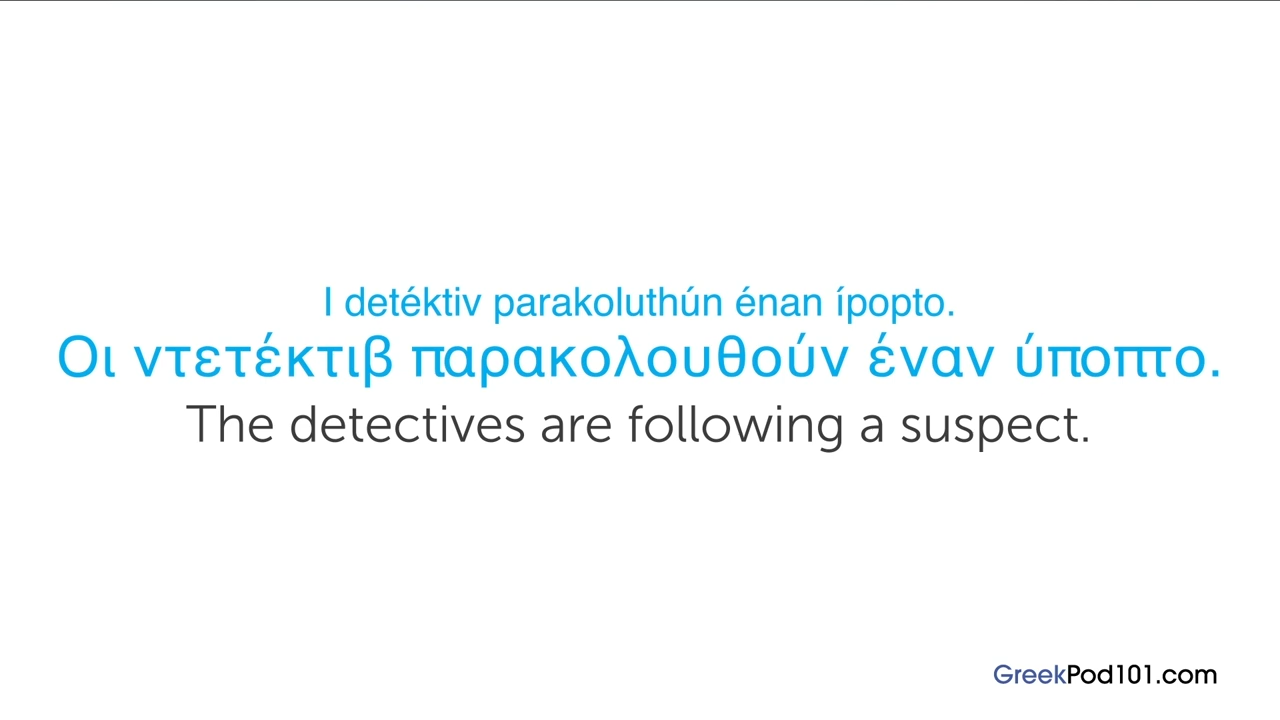 I detéktiv parakoluthún énan ípopto.
Οι ντετέκτιβ παρακολουθούν έναν ύποπτο.
The detectives are following a suspect.
GreekPod101.com